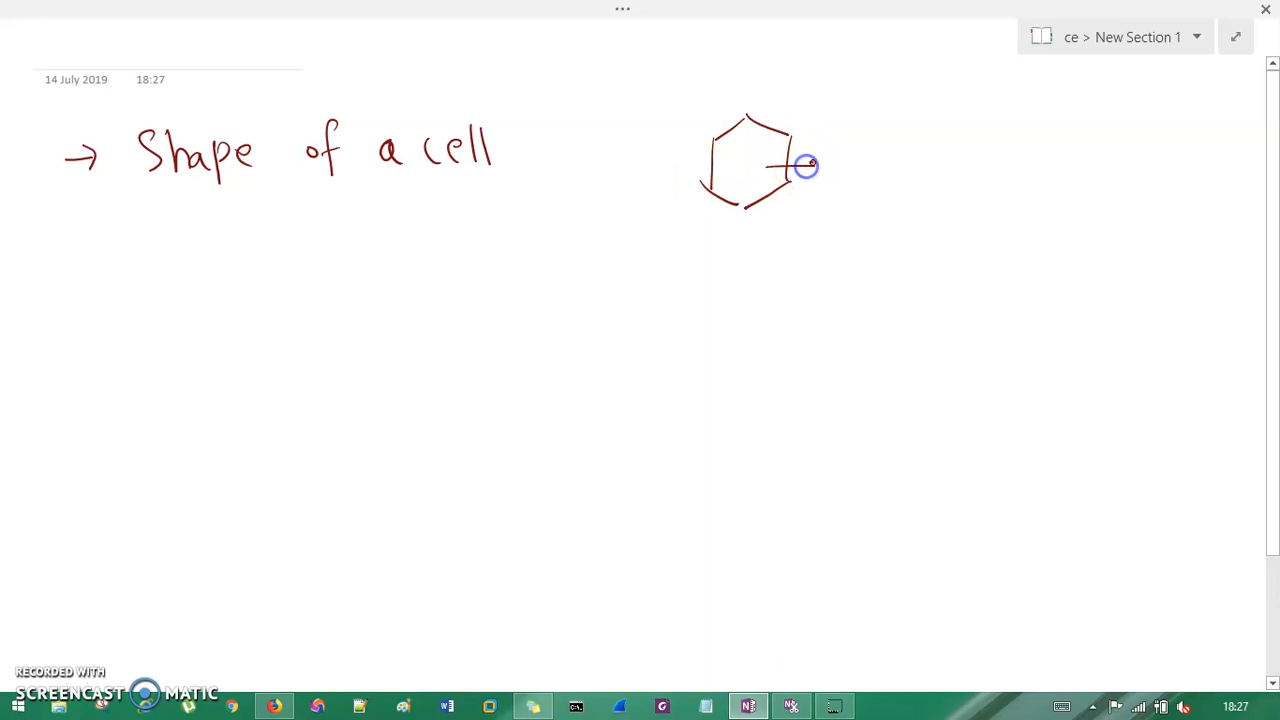 ...
ce > New Section 1
14 July 2019 18:27
→ Shape of a cell
RECORDED WITH
SCREENCAST MATIC
18:27